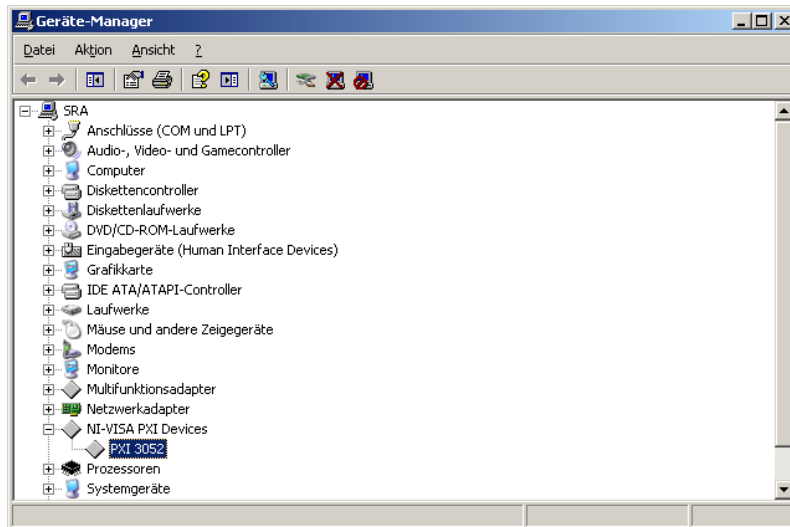 Geräte-Manager
Datei Aktion Ansicht ?
SRA
Anschlüsse (COM und LPT)
Audio-, Video- und Gamecontroller
Computer
Diskettencontroller
Diskettenlaufwerke
DVD/CD-ROM-Laufwerke
Eingabegeräte (Human Interface Devices)
Grafikkarte
IDE ATA/ATAPI-Controller
Laufwerke
Mäuse und andere Zeigegeräte
Modems
Monitore
Multifunktionsadapter
Netzwerkadapter
NI-VISA PXI Devices
PXI 3052
Prozessoren
Systemgeräte